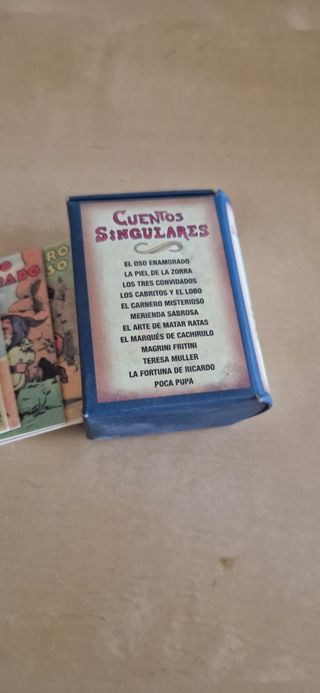 CUENTOS
SINGULARES
EL OSO ENAMORADO
LA PIEL DE LA ZORRA
LOS TRES CONVIDADOS
LOS CABRITOS Y EL LOBO
EL CARNERO MISTERIOSO
MERIENDA SABROSA
EL ARTE DE MATAR RATAS
EL MARQUÉS DE CACHIRULO
MAGRINI FRITINI
TERESA MULLER
LA FORTUNA DE RICARDO
POCA PUPA